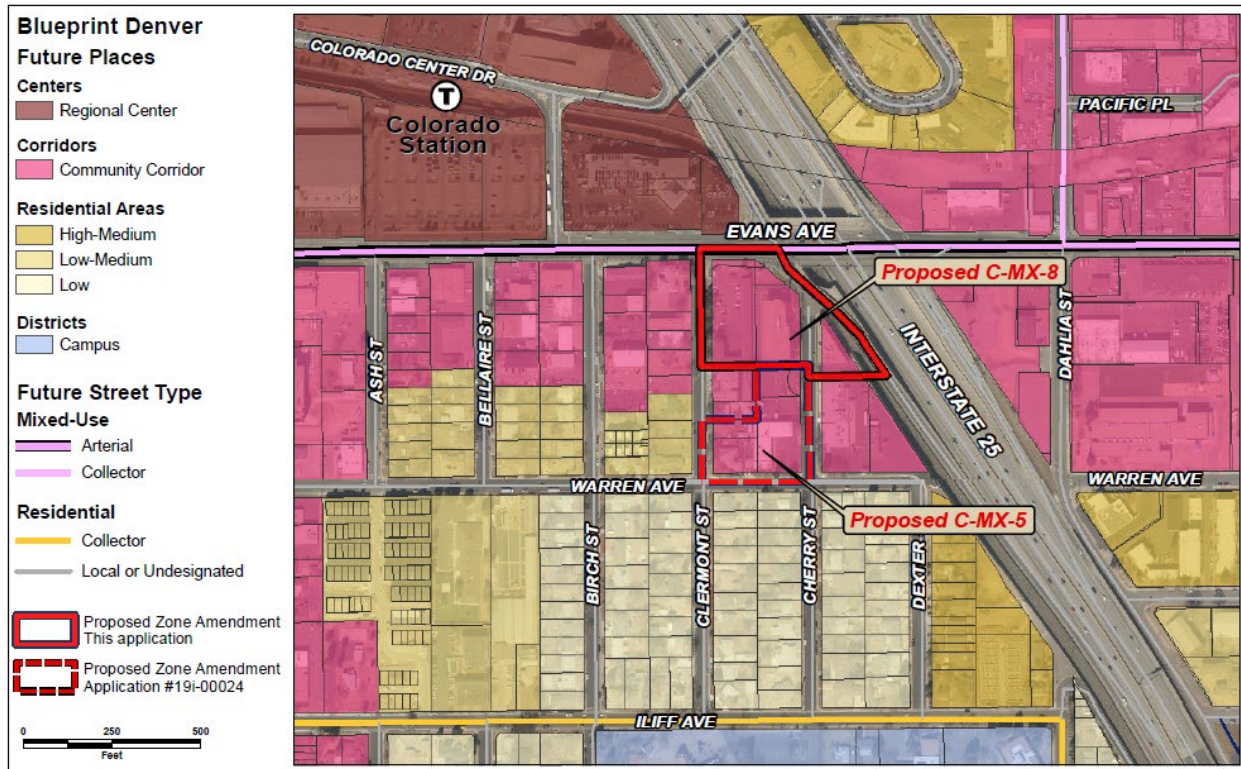 Blueprint Denver
Future Places
Centers
Regional Center
Corridors
Community Corridor
Residential Areas
High-Medium
Low-Medium
Low
Districts
Campus
Future Street Type
Mixed-Use
Arterial
Collector
Residential
Collector
Local or Undesignated
Proposed Zone Amendment
This application
Proposed Zone Amendment
Application #19i-00024
0 250 500
Feet
COLORADO CENTER DR
T
Colorado
Station
PACIFIC PL
EVANS AVE
Proposed C-MX-8
ASH ST
BELLAIRE ST
INTERSTATE 25
DAHLIA ST
WARREN AVE
WARREN AVE
Proposed C-MX-5
BIRCH ST
CLERMONT ST
CHERRY ST
DEXTER
ILIFF AVE